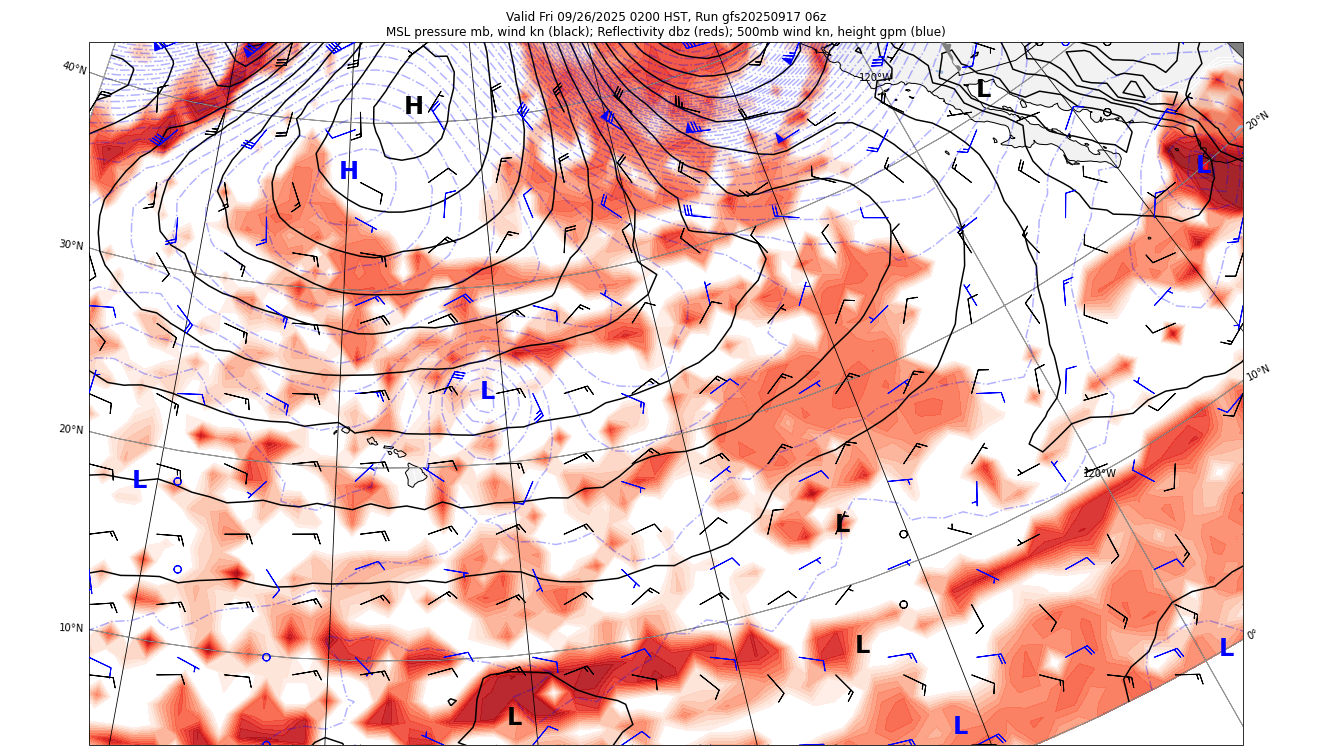 Valid Fri 09/26/2025 0200 HST, Run gfs20250917 06z
MSL pressure mb, wind kn (black); Reflectivity dbz (reds); 500mb wind kn, height gpm (blue)
40°N
120°W
L
H
20°N
H
L
30°N
10°N
L
20°N
L
120°W
L
10°N
0°
L
L
L
L